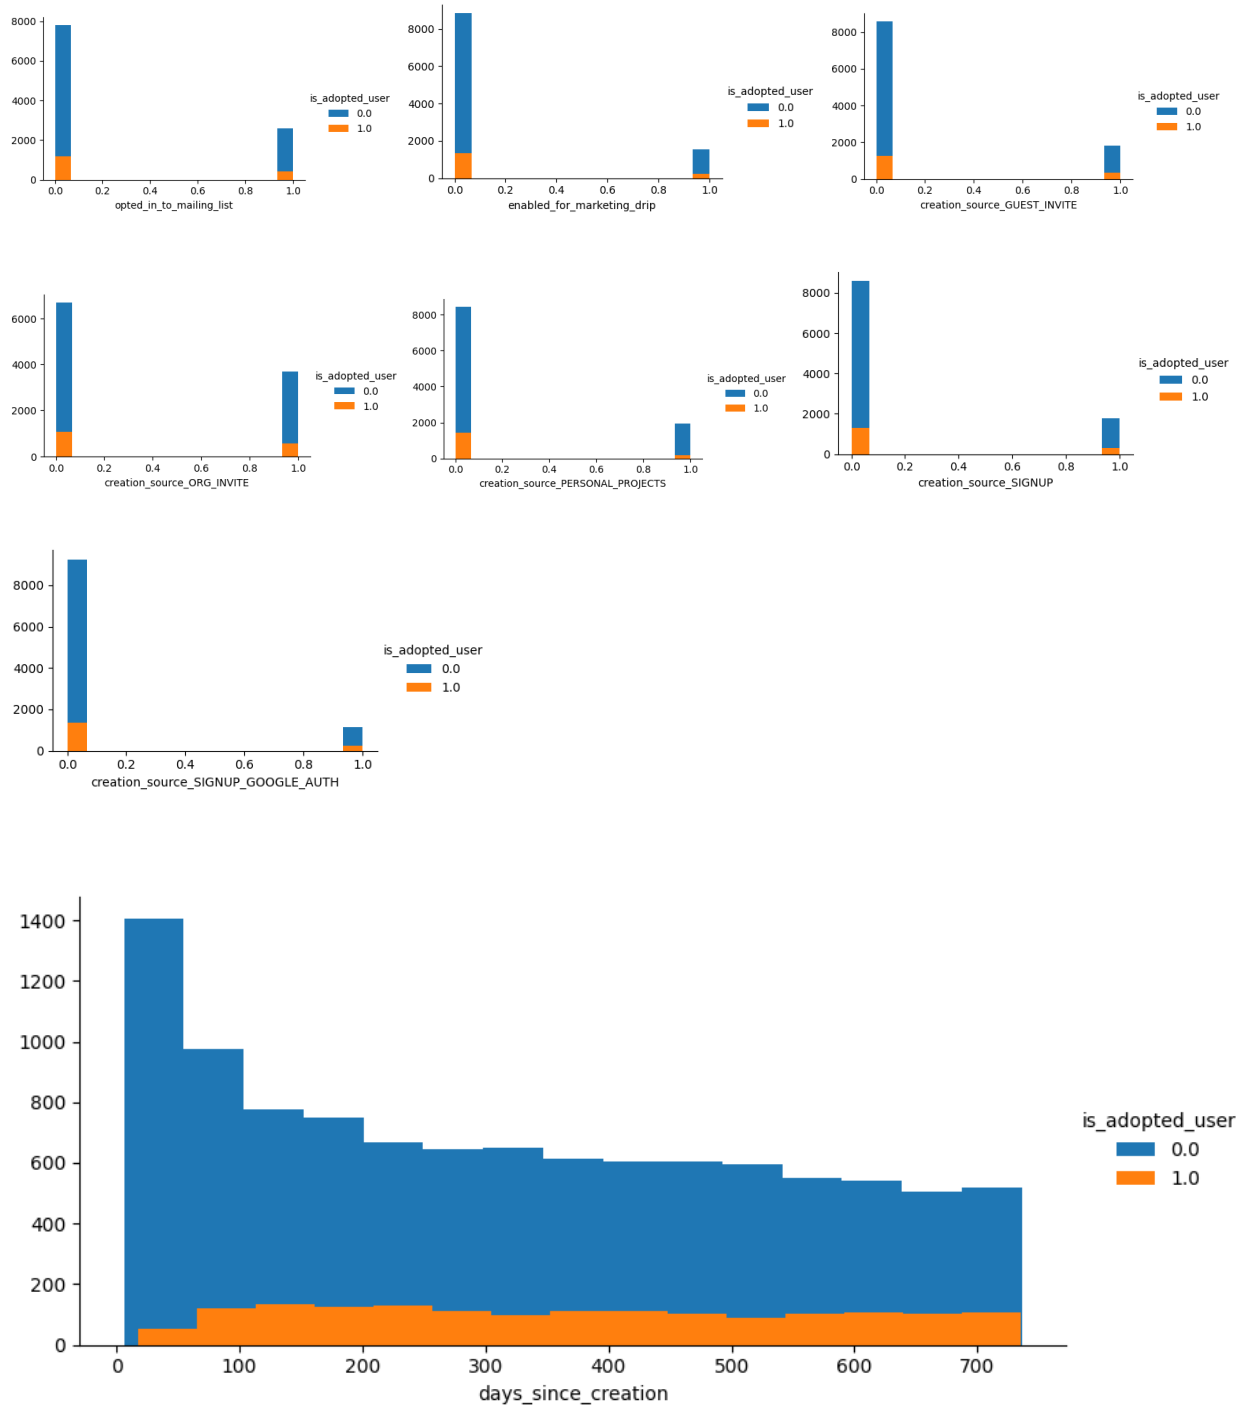 8000
6000
4000
2000
0
0.0 0.2 0.4 0.6 0.8 1.0
opted_in_to_mailing_list
is_adopted_user
0.0
1.0
8000
6000
4000
2000
0
0.0 0.2 0.4 0.6 0.8 1.0
enabled_for_marketing_drip
is_adopted_user
0.0
1.0
8000
6000
4000
2000
0
0.0 0.2 0.4 0.6 0.8 1.0
creation_source_GUEST_INVITE
is_adopted_user
0.0
1.0
6000
4000
2000
0
0.0 0.2 0.4 0.6 0.8 1.0
creation_source_ORG_INVITE
is_adopted_user
0.0
1.0
8000
6000
4000
2000
0
0.0 0.2 0.4 0.6 0.8 1.0
creation_source_PERSONAL_PROJECTS
is_adopted_user
0.0
1.0
8000
6000
4000
2000
0
0.0 0.2 0.4 0.6 0.8 1.0
creation_source_SIGNUP
is_adopted_user
0.0
1.0
8000
6000
4000
2000
0
0.0 0.2 0.4 0.6 0.8 1.0
creation_source_SIGNUP_GOOGLE_AUTH
is_adopted_user
0.0
1.0
1400
1200
1000
800
600
400
200
0
0 100 200 300 400 500 600 700
days_since_creation
is_adopted_user
0.0
1.0